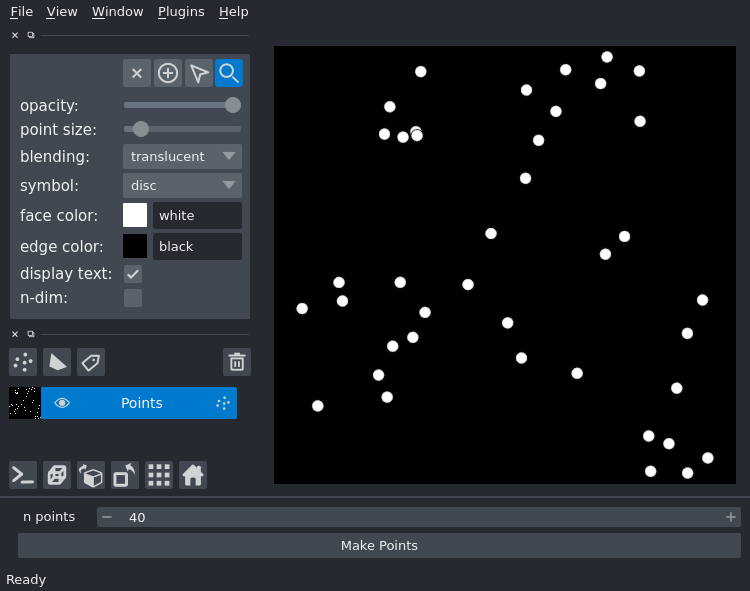 File View Window Plugins Help
opacity:
point size:
blending: translucent
symbol: disc
face color: white
edge color: black
display text:
n-dim:
Points
n points 40
Make Points
Ready